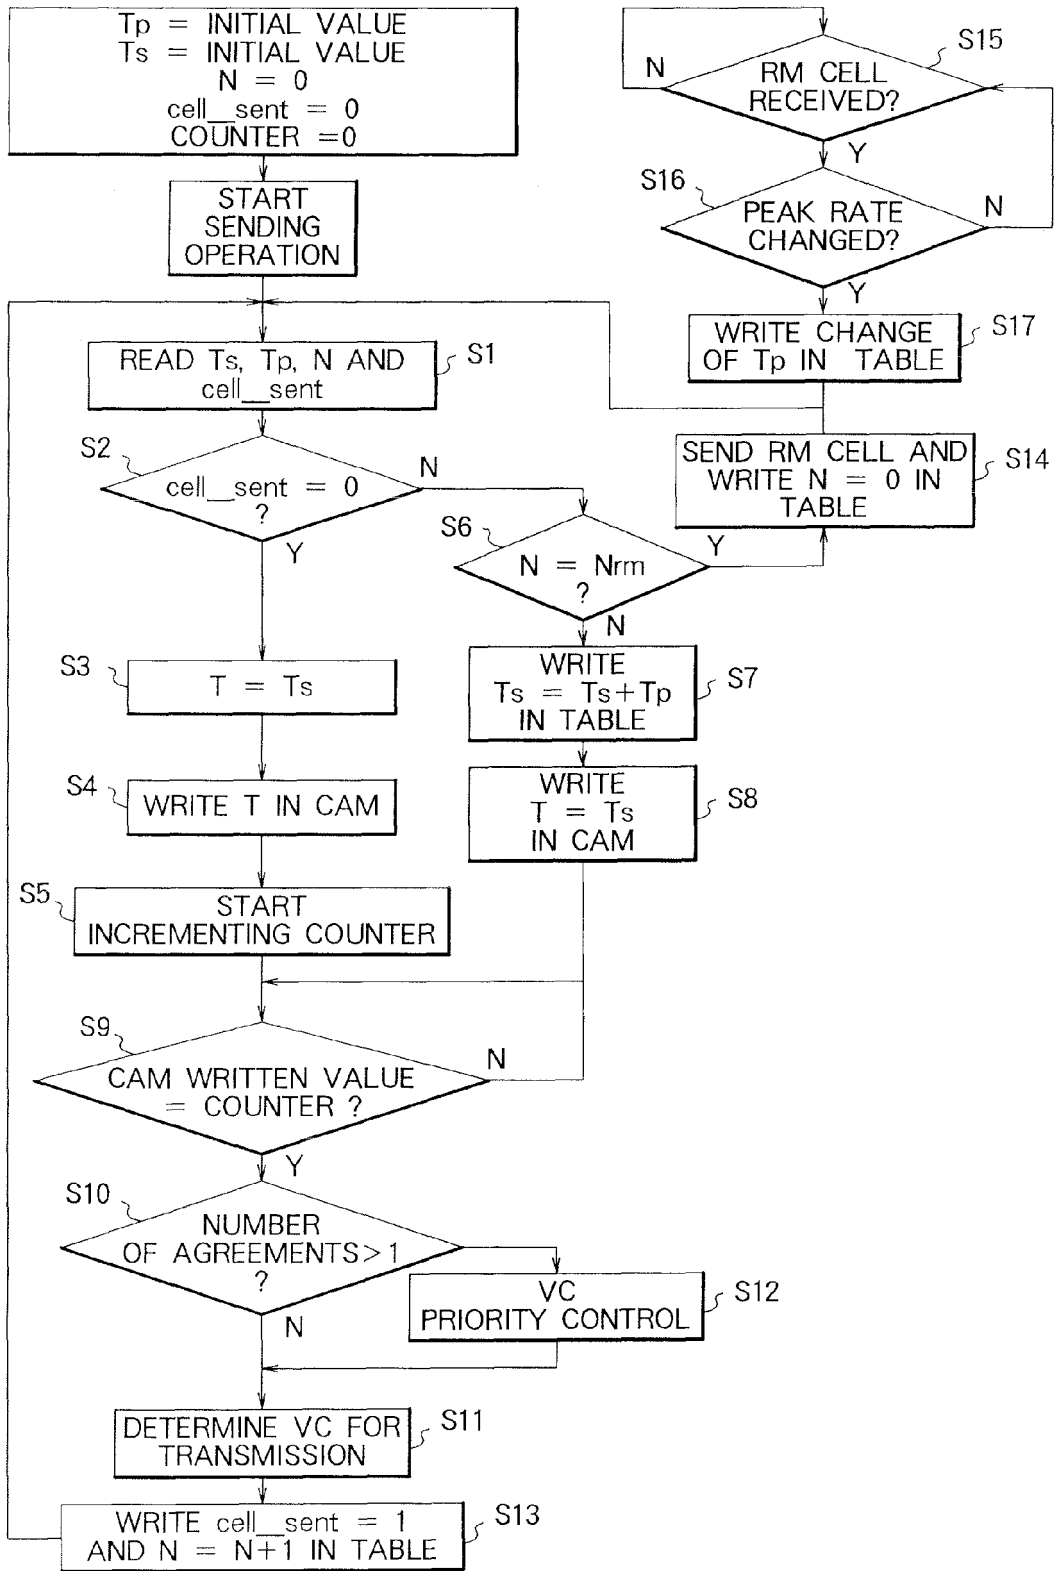 Tp = INITIAL VALUE
Ts = INITIAL VALUE
N = 0
cell__sent = 0
COUNTER =0
START
SENDING
OPERATION
READ Ts, Tp, N AND
cell__sent
S1
S2
cell__sent = 0
?
N
Y
S3
T = Ts
S4
WRITE T IN CAM
S5
START
INCREMENTING COUNTER
S6
N = Nrm
?
Y
N
WRITE
Ts = Ts+Tp
IN TABLE
S7
WRITE
T = Ts
IN CAM
S8
S9
CAM WRITTEN VALUE
= COUNTER ?
N
Y
S10
NUMBER
OF AGREEMENTS>1
?
N
VC
PRIORITY CONTROL
S12
DETERMINE VC FOR
TRANSMISSION
S11
WRITE cell__sent = 1
AND N = N+1 IN TABLE
S13
S15
N
RM CELL
RECEIVED?
Y
S16
PEAK RATE
CHANGED?
N
Y
WRITE CHANGE
OF Tp IN TABLE
S17
SEND RM CELL AND
WRITE N = 0 IN
TABLE
S14